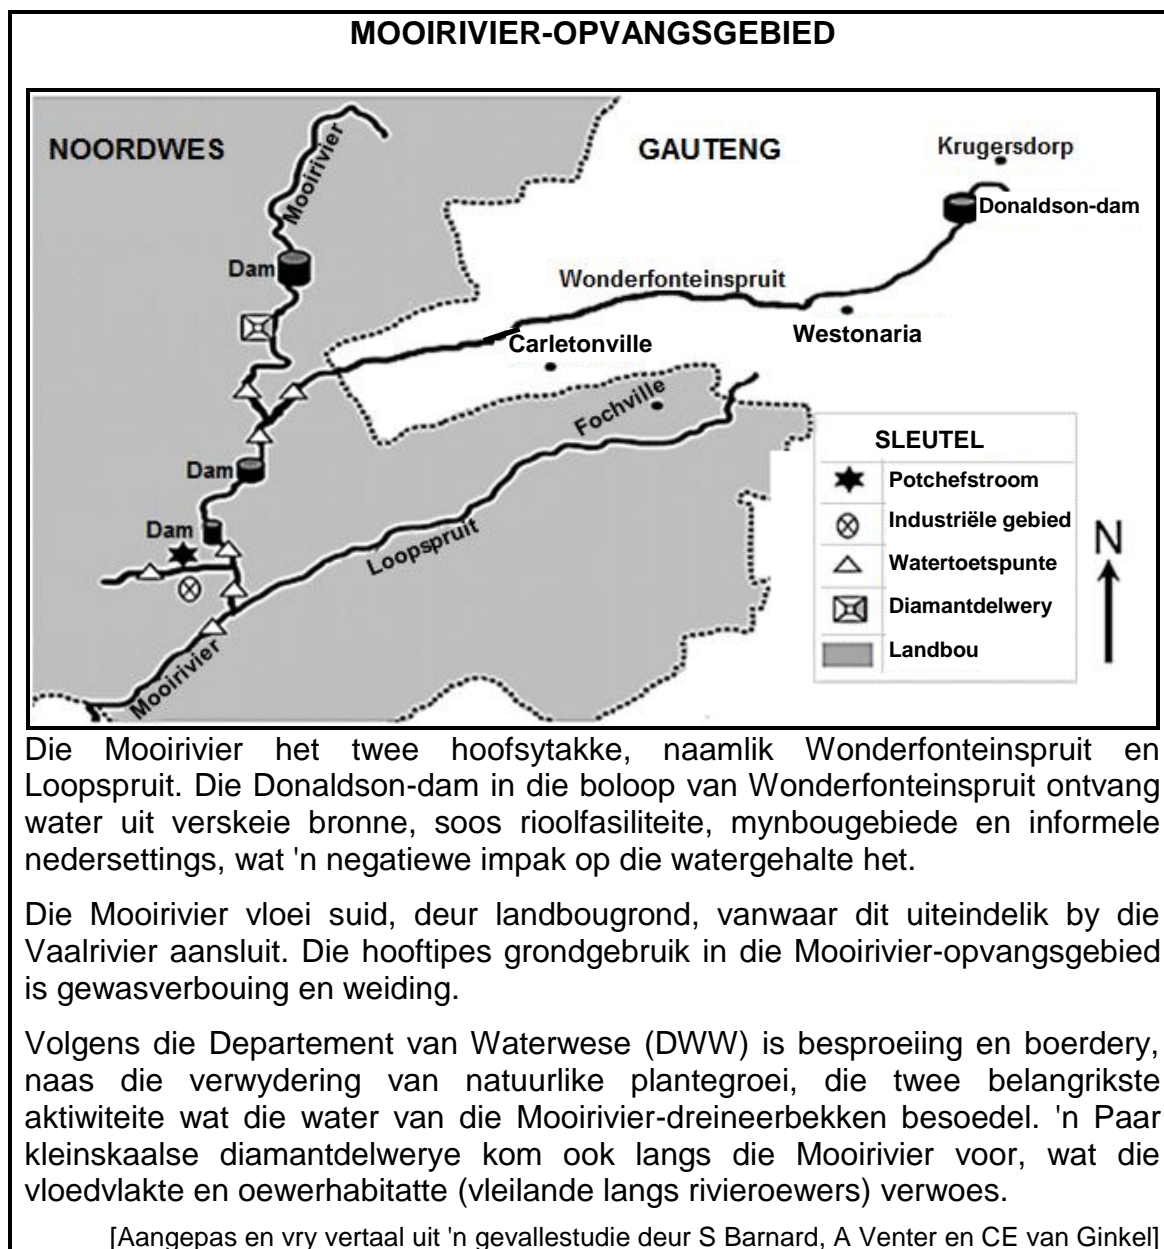 MOOIRIVIER-OPVANGSGEBIED
NOORDWES
GAUTENG
Krugersdorp
Mooirivier
Donaldson-dam
Dam
Wonderfonteinspruit
Westonaria
Carletonville
Fochville
SLEUTEL
Dam
Potchefstroom
Industriële gebied
Dam
Loopspruit
N
Watertoetspunte
Diamantdelwery
Landbou
Mooirivier
Die Mooirivier het twee hoofsytakke, naamlik Wonderfonteinspruit en
Loopspruit. Die Donaldson-dam in die boloop van Wonderfonteinspruit ontvang
water uit verskeie bronne, soos rioolfasiliteite, mynbougebiede en informele
nedersettings, wat 'n negatiewe impak op die watergehalte het.
Die Mooirivier vloei suid, deur landbougrond, vanwaar dit uiteindelik by die
Vaalrivier aansluit. Die hooftipes grondgebruik in die Mooirivier-opvangsgebied
is gewasverbouing en weiding.
Volgens die Departement van Waterwese (DWW) is besproeiing en boerdery,
naas die verwydering van natuurlike plantegroei, die twee belangrikste
aktiwiteite wat die water van die Mooirivier-dreineerbekken besoedel. 'n Paar
kleinskaalse diamantdelwerye kom ook langs die Mooirivier voor, wat die
vloedvlakte en oewerhabitatte (vleilande langs rivieroewers) verwoes.
[Aangepas en vry vertaal uit 'n gevallestudie deur S Barnard, A Venter en CE van Ginkel]